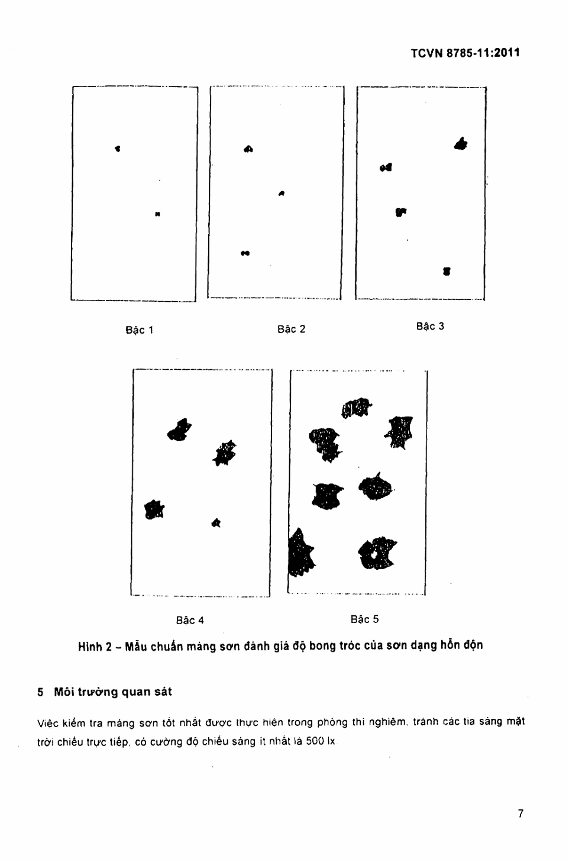 TCVN 8785-11:2011
Bậc 1
Bậc 2
Bậc 3
Bậc 4
Bậc 5
Hình 2 – Mẫu chuẩn màng sơn đánh giá độ bong tróc của sơn dạng hỗn độn
5 Môi trường quan sát
Việc kiểm tra màng sơn tốt nhất được thực hiện trong phòng thí nghiệm, tránh các tia sáng mặt
trời chiếu trực tiếp, có cường độ chiếu sáng ít nhất là 500 lx
7